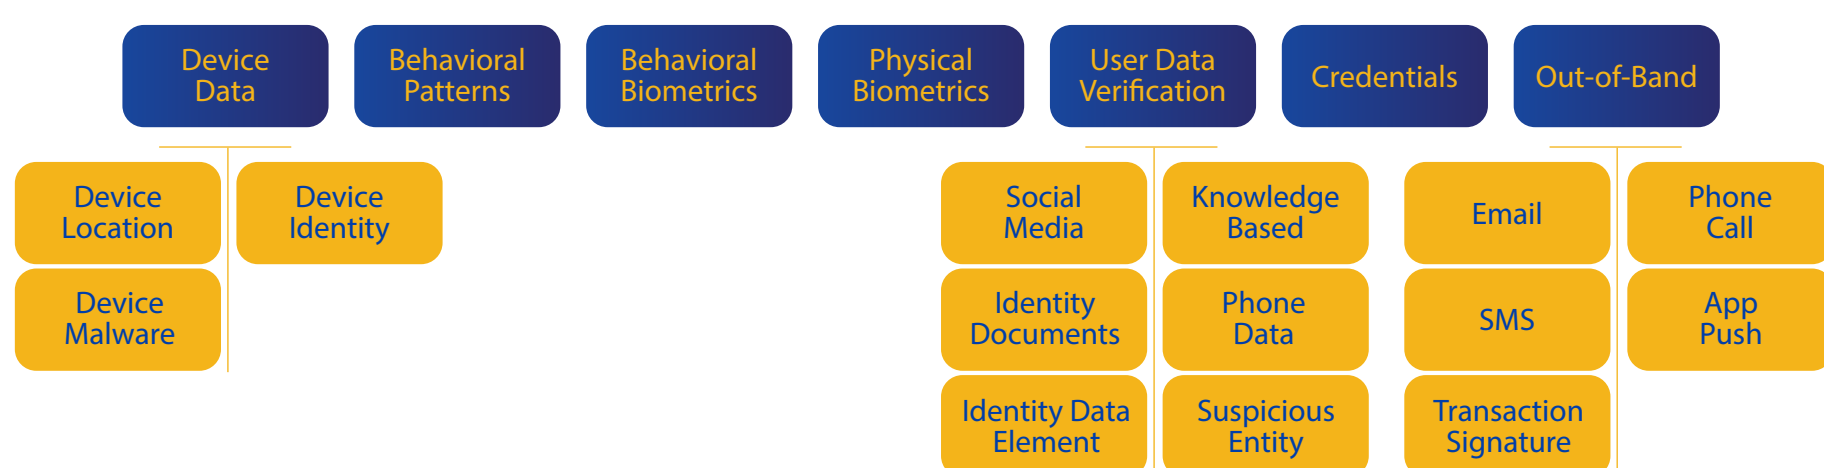 Device
Data
Behavioral
Patterns
Behavioral
Biometrics
Physical
Biometrics
User Data
Verification
Credentials
Out-of-Band
Device
Location
Device
Identity
Device
Malware
Social
Media
Knowledge
Based
Identity
Documents
Phone
Data
Identity Data
Element
Suspicious
Entity
Email
Phone
Call
SMS
App
Push
Transaction
Signature